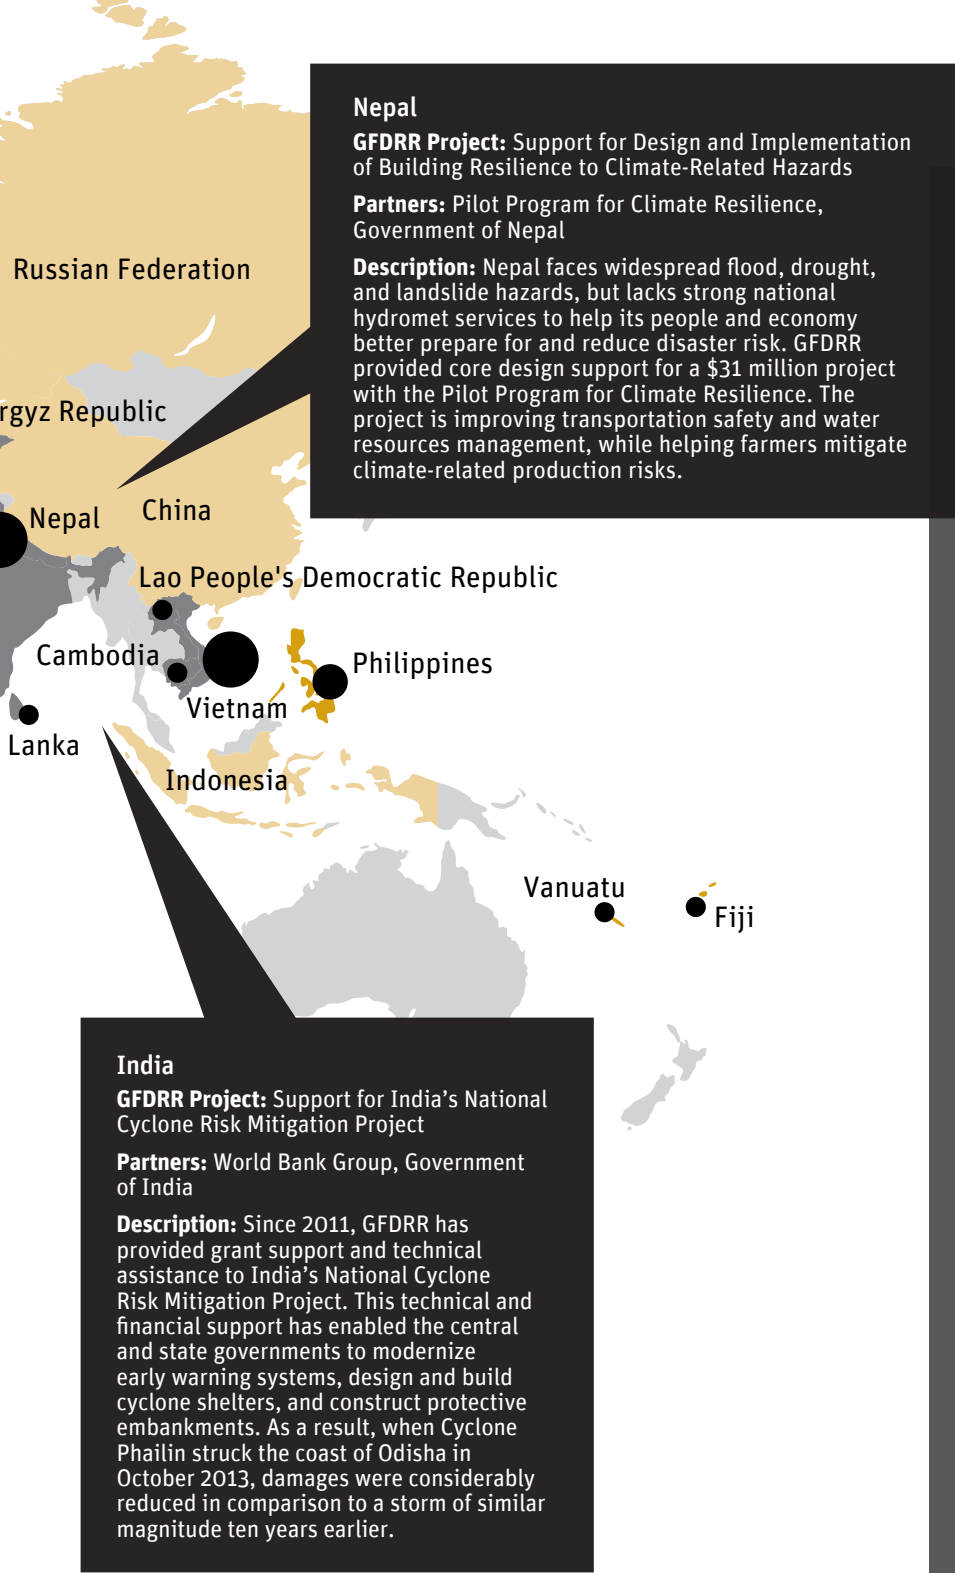 Nepal
GFDRR Project: Support for Design and Implementation
of Building Resilience to Climate-Related Hazards
Partners: Pilot Program for Climate Resilience,
Government of Nepal
Description: Nepal faces widespread flood, drought,
and landslide hazards, but lacks strong national
hydromet services to help its people and economy
better prepare for and reduce disaster risk. GFDRR
provided core design support for a $31 million project
with the Pilot Program for Climate Resilience. The
project is improving transportation safety and water
resources management, while helping farmers mitigate
climate-related production risks.
Russian Federation
rgyz Republic
Nepal
China
Lao People's Democratic Republic
Cambodia
Philippines
Vietnam
Lanka
Indonesia
Vanuatu
Fiji
India
GFDRR Project: Support for India’s National
Cyclone Risk Mitigation Project
Partners: World Bank Group, Government
of India
Description: Since 2011, GFDRR has
provided grant support and technical
assistance to India’s National Cyclone
Risk Mitigation Project. This technical and
financial support has enabled the central
and state governments to modernize
early warning systems, design and build
cyclone shelters, and construct protective
embankments. As a result, when Cyclone
Phailin struck the coast of Odisha in
October 2013, damages were considerably
reduced in comparison to a storm of similar
magnitude ten years earlier.